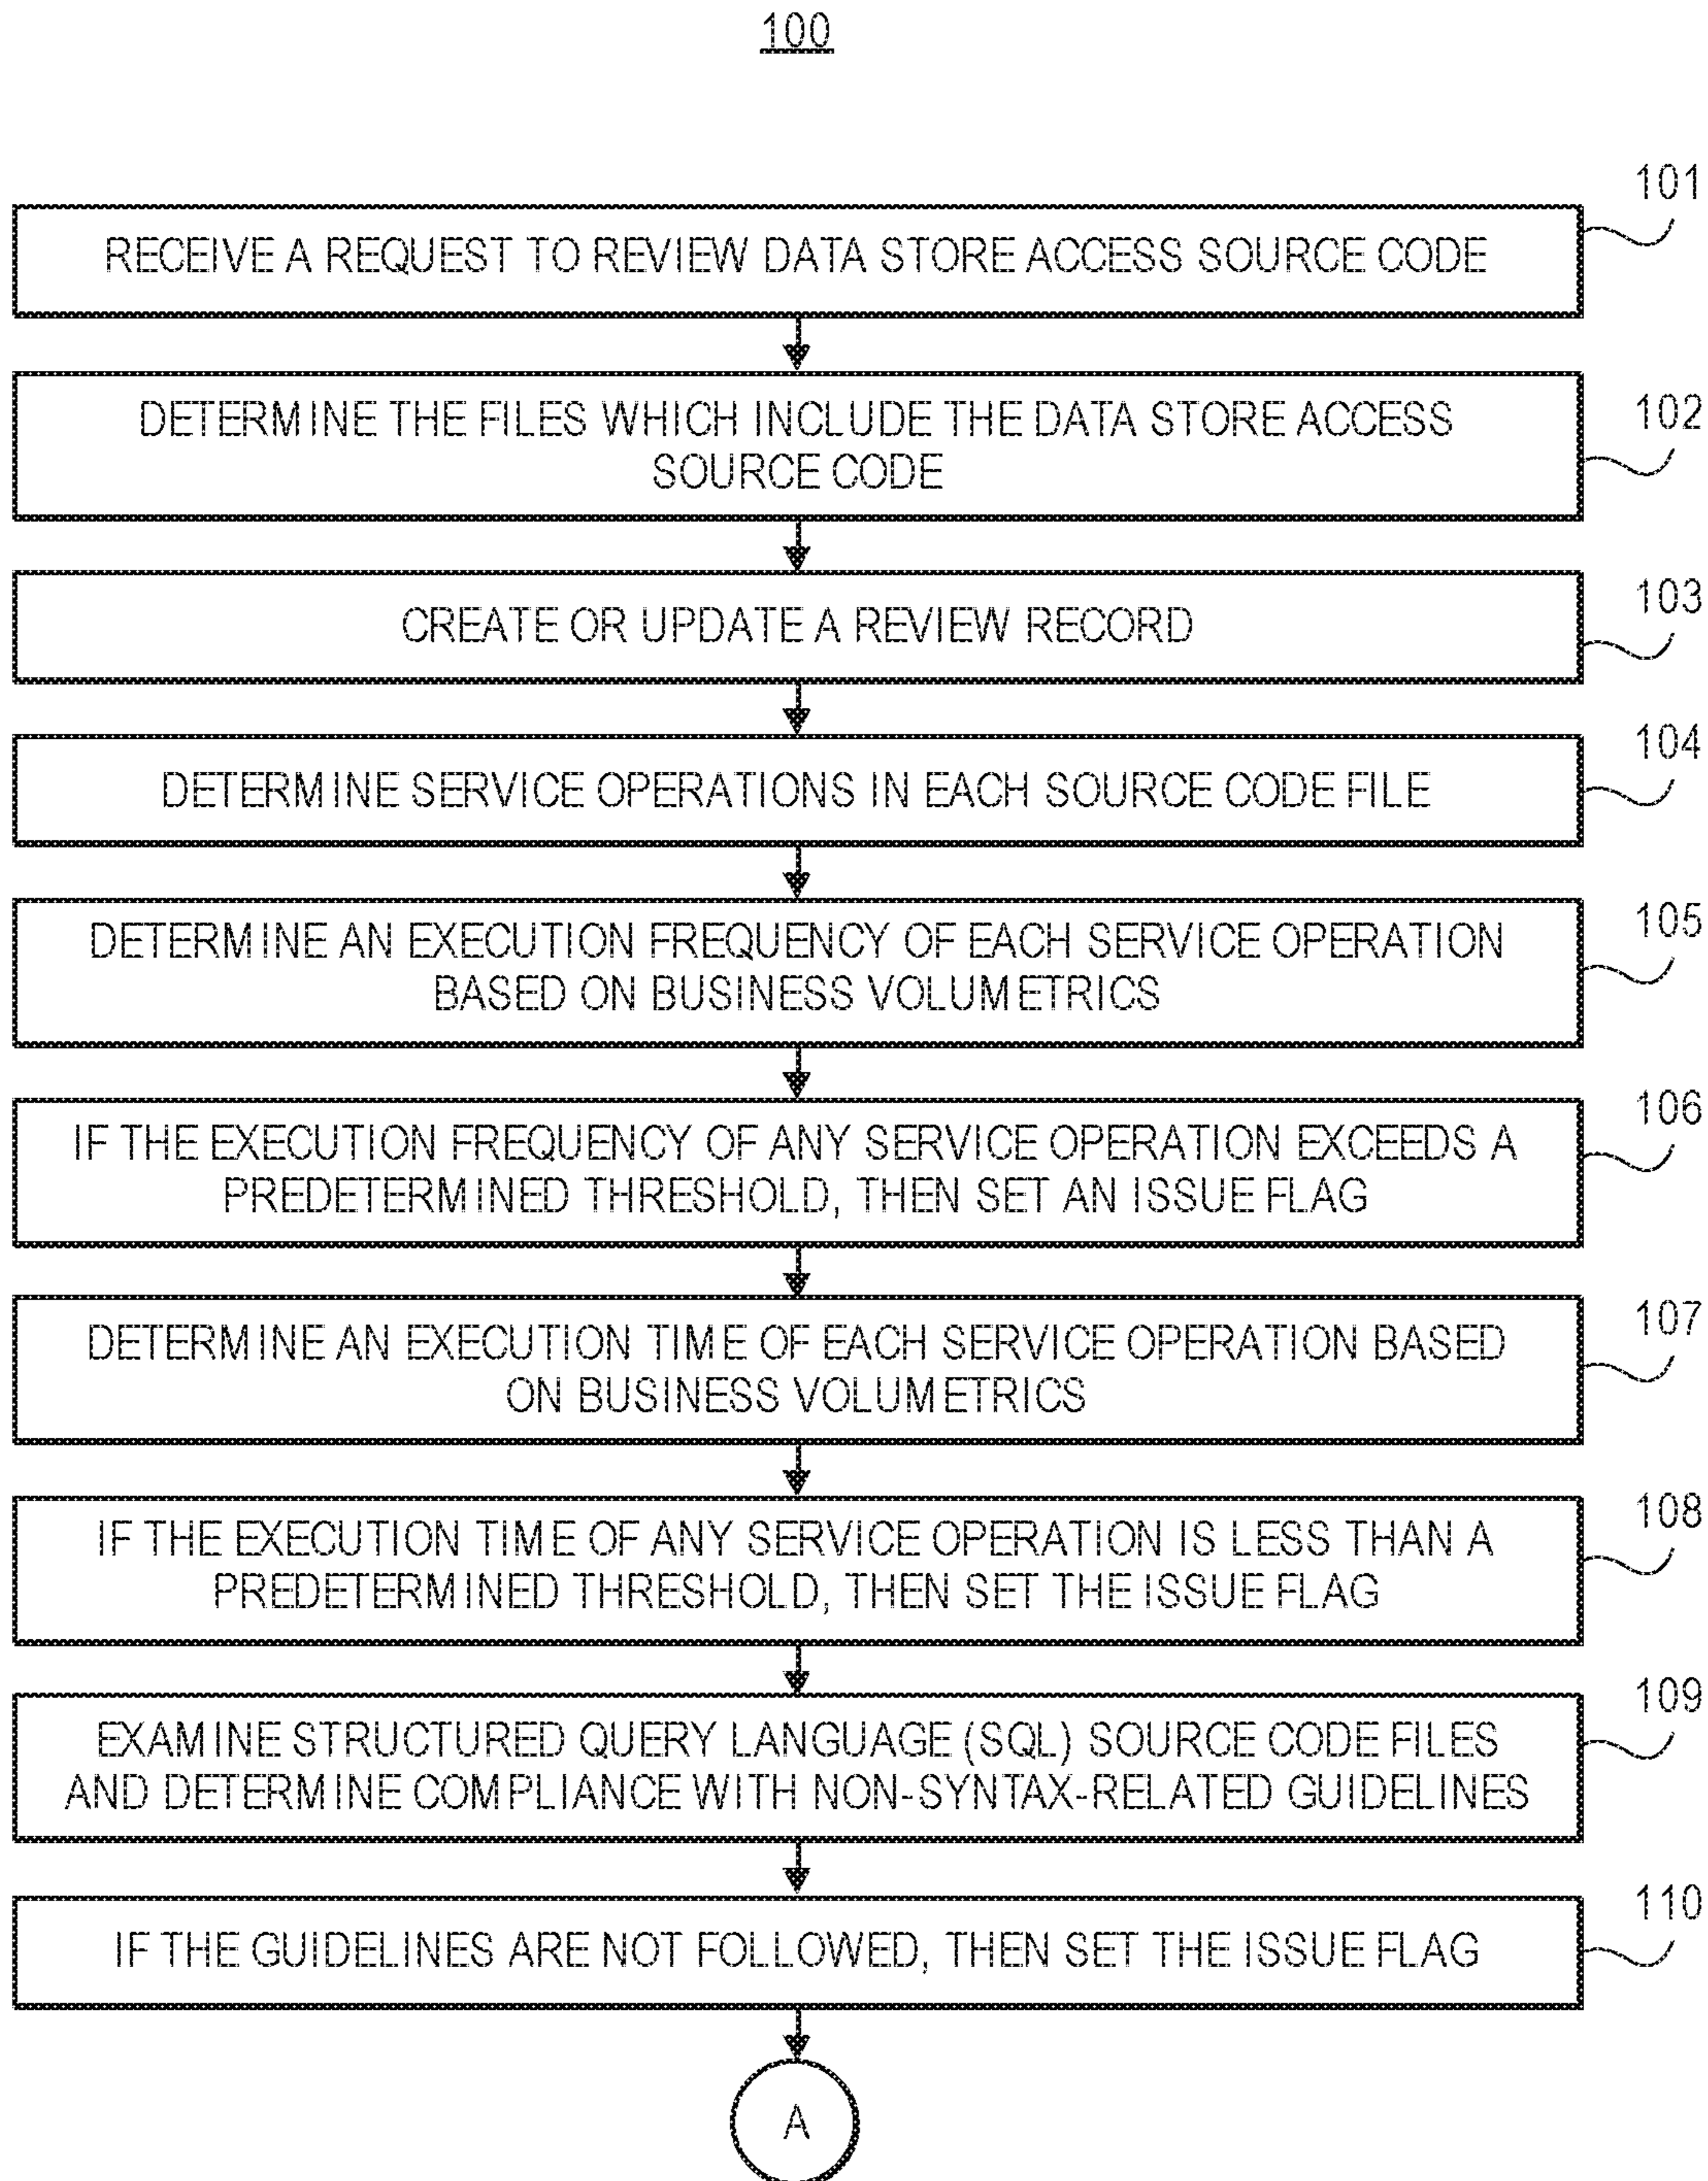 100
101
RECEIVE A REQUEST TO REVIEW DATA STORE ACCESS SOURCE CODE
102
DETERMINE THE FILES WHICH INCLUDE THE DATA STORE ACCESS
SOURCE CODE
103
CREATE OR UPDATE A REVIEW RECORD
104
DETERMINE SERVICE OPERATIONS IN EACH SOURCE CODE FILE
105
DETERMINE AN EXECUTION FREQUENCY OF EACH SERVICE OPERATION
BASED ON BUSINESS VOLUMETRICS
106
IF THE EXECUTION FREQUENCY OF ANY SERVICE OPERATION EXCEEDS A
PREDETERMINED THRESHOLD, THEN SET AN ISSUE FLAG
107
DETERMINE AN EXECUTION TIME OF EACH SERVICE OPERATION BASED
ON BUSINESS VOLUMETRICS
108
IF THE EXECUTION TIME OF ANY SERVICE OPERATION IS LESS THAN A
PREDETERMINED THRESHOLD, THEN SET THE ISSUE FLAG
109
EXAMINE STRUCTURED QUERY LANGUAGE (SQL) SOURCE CODE FILES
AND DETERMINE COMPLIANCE WITH NON-SYNTAX-RELATED GUIDELINES
110
IF THE GUIDELINES ARE NOT FOLLOWED, THEN SET THE ISSUE FLAG
A